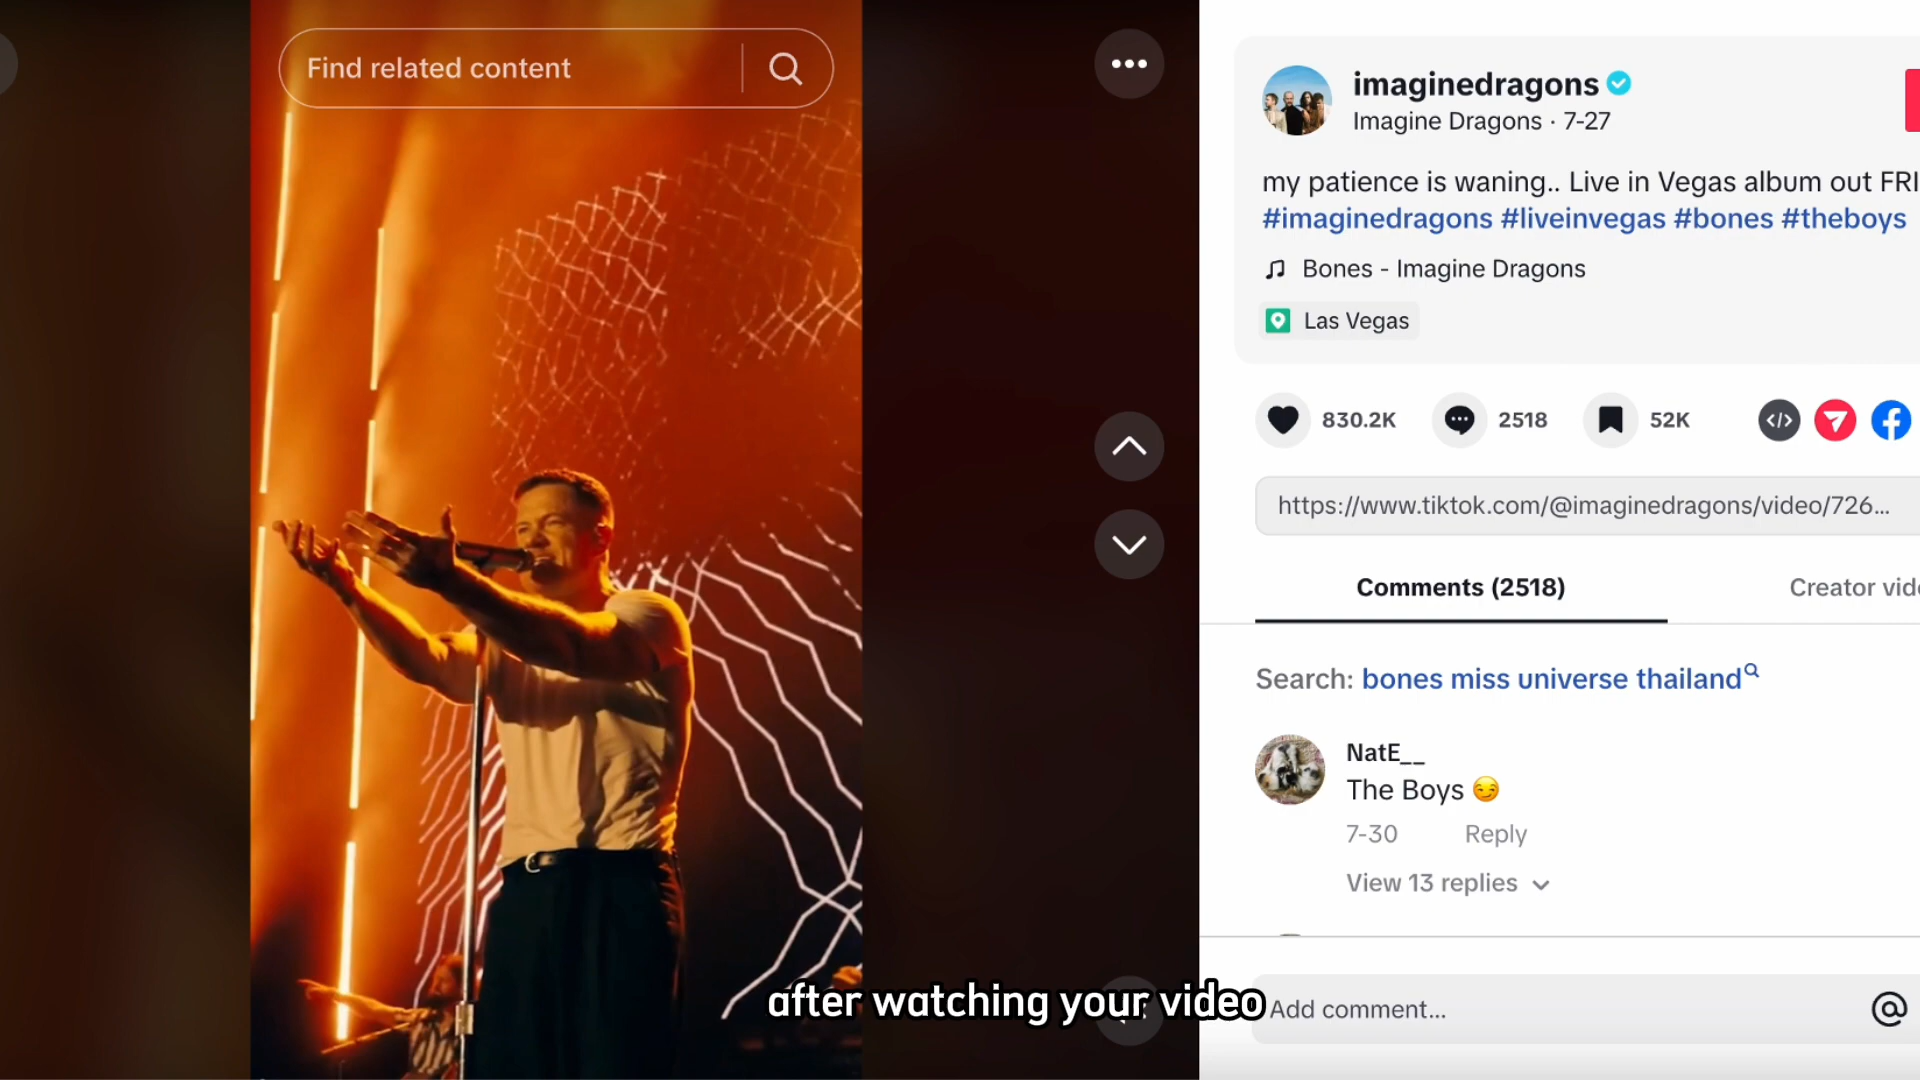 Find related content
imaginedragons
Imagine Dragons · 7-27
my patience is waning.. Live in Vegas album out FRI
#imaginedragons #liveinvegas #bones #theboys
Bones - Imagine Dragons
Las Vegas
830.2K
2518
52K
https://www.tiktok.com/@imaginedragons/video/726...
Comments (2518)
Creator vid
Search: bones miss universe thailand
NatE__
The Boys 😏
7-30 Reply
View 13 replies
after watching your video
Add comment...